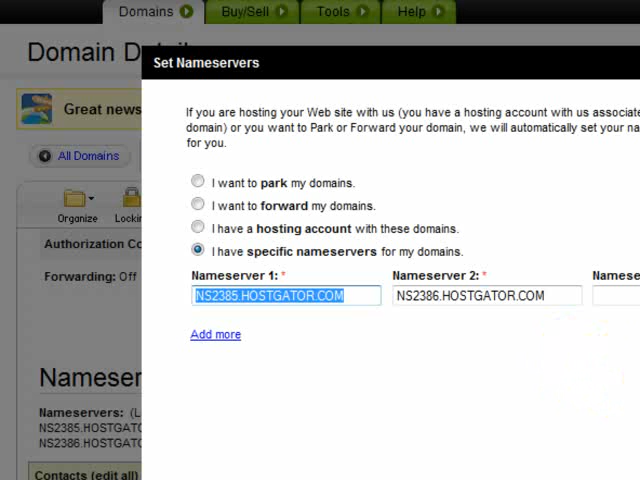 Domains Buy/Sell Tools Help
Domain Detail
Set Nameservers
Great news
If you are hosting your Web site with us (you have a hosting account with us associate
domain) or you want to Park or Forward your domain, we will automatically set your na
for you.
All Domains
I want to park my domains.
I want to forward my domains.
Organize Lockin
I have a hosting account with these domains.
Authorization Co
I have specific nameservers for my domains.
Forwarding: Off
Nameserver 1: * Nameserver 2: * Namese
NS2385.HOSTGATOR.COM NS2386.HOSTGATOR.COM
Add more
Nameser
Nameservers: (L
NS2385.HOSTGATO
NS2386.HOSTGATO
Contacts (edit all)